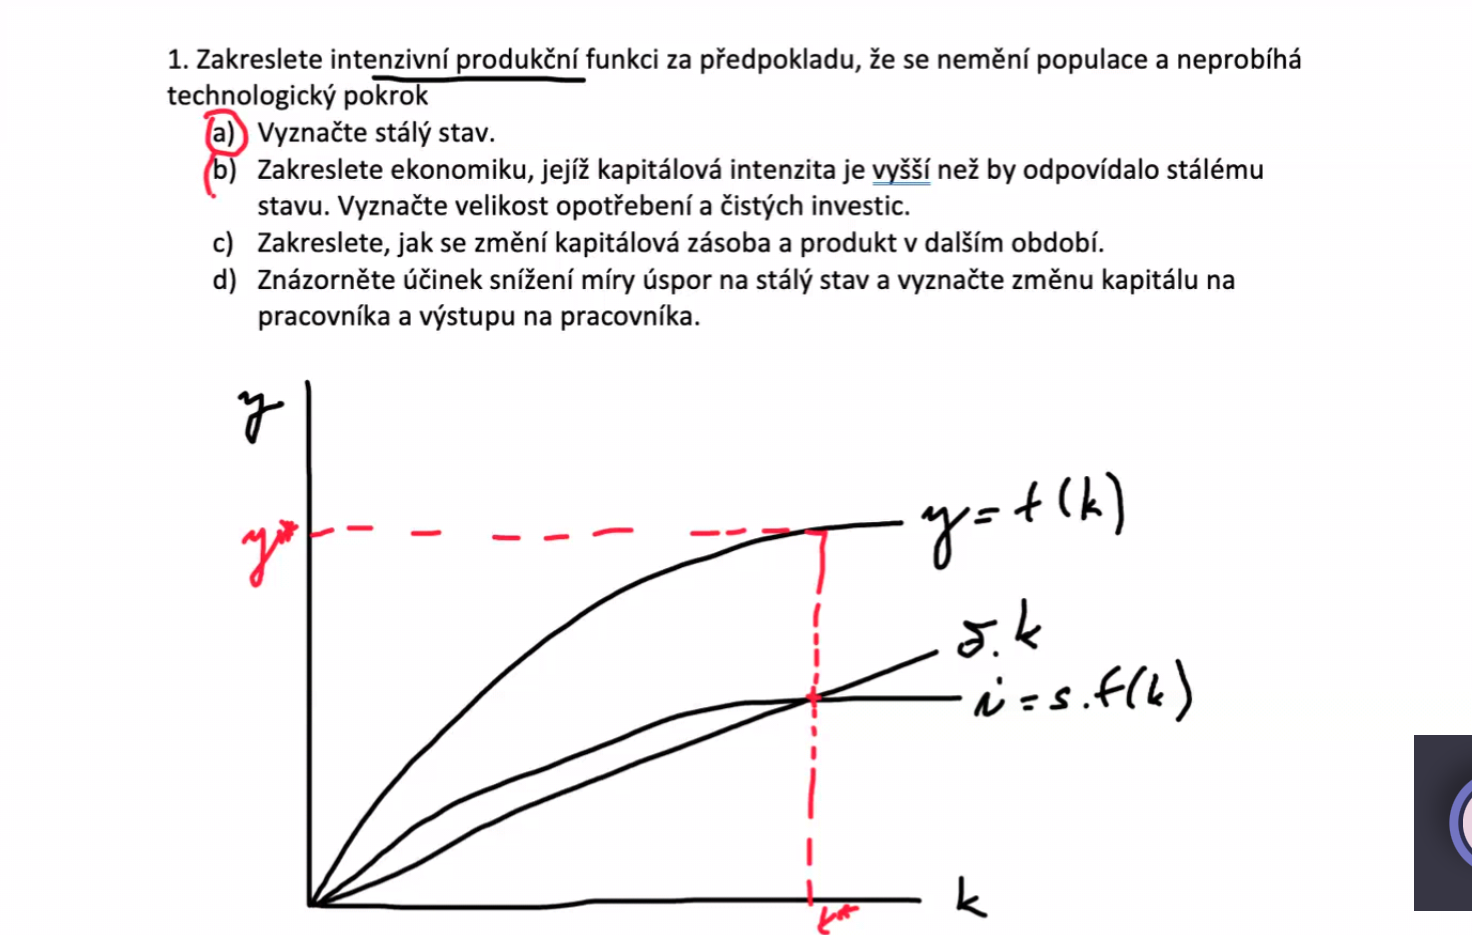 1. Zakreslete intenzivní produkční funkci za předpokladu, že se nemění populace a neprobíhá
technologický pokrok
a) Vyznačte stálý stav.
b) Zakreslete ekonomiku, jejíž kapitálová intenzita je vyšší než by odpovídalo stálému
stavu. Vyznačte velikost opotřebení a čistých investic.
c) Zakreslete, jak se změní kapitálová zásoba a produkt v dalším období.
d) Znázorněte účinek snížení míry úspor na stálý stav a vyznačte změnu kapitálu na
pracovníka a výstupu na pracovníka.
y
y = f(k)
y*
δ.k
i = s.f(k)
k
k*